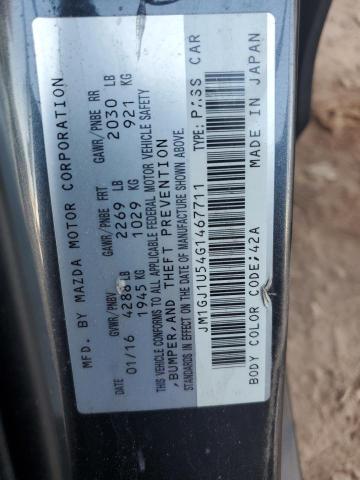 MFD. BY MAZDA MOTOR CORPORATION
GVWR/PNBV GAWR/PNBE FRT GAWR/PNBE RR
DATE
01/16 4288 LB 2269 LB 2030 LB
1945 KG 1029 KG 921 KG
THIS VEHICLE CONFORMS TO ALL APPLICABLE FEDERAL MOTOR VEHICLE SAFETY
,BUMPER,AND THEFT PREVENTION
STANDARDS IN EFFECT ON THE DATE OF MANUFACTURE SHOWN ABOVE.
JM1GJ1U54G1467711 TYPE: PASS CAR
BODY COLOR CODE:42A MADE IN JAPAN